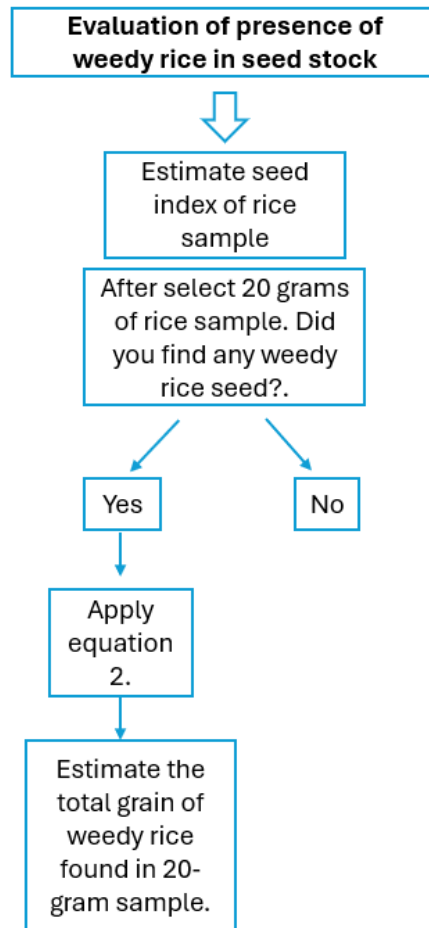 Evaluation of presence of
weedy rice in seed stock
Estimate seed
index of rice
sample
After select 20 grams
of rice sample. Did
you find any weedy
rice seed?.
Yes
No
Apply
equation
2.
Estimate the
total grain of
weedy rice
found in 20-
gram sample.